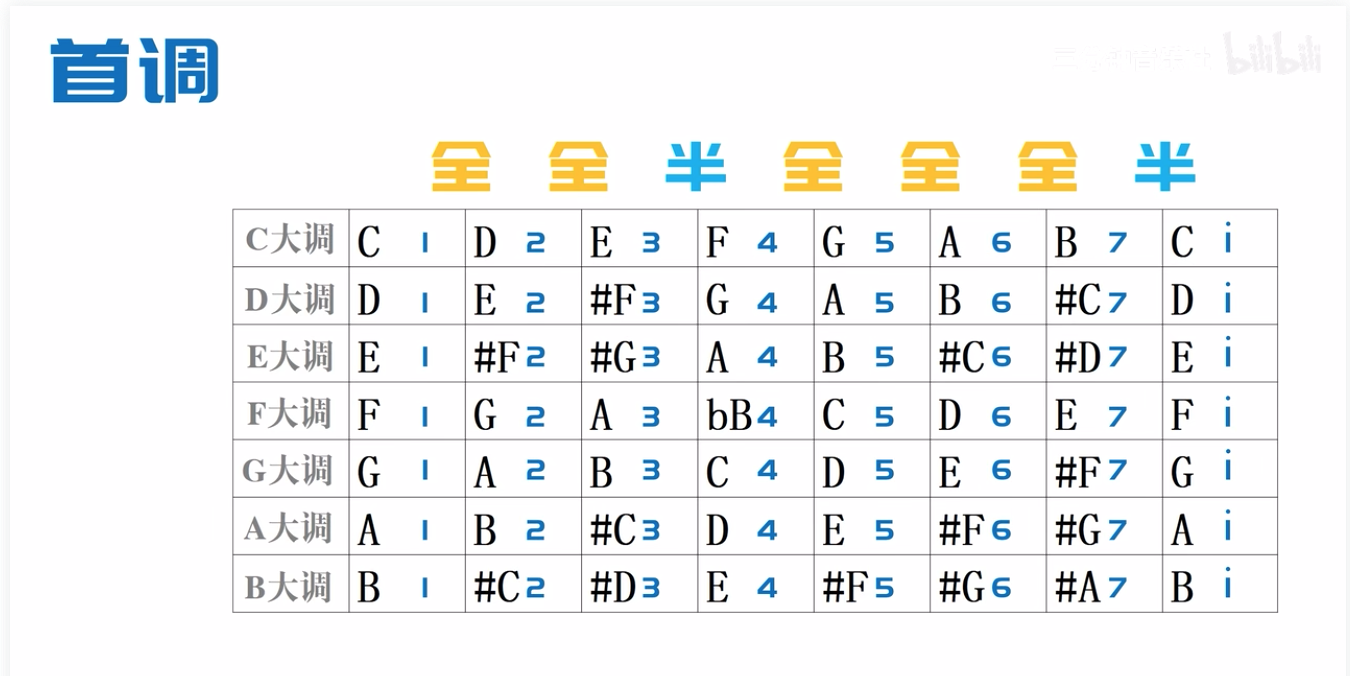 首调
bilibili
全 全 半 全 全 全 半
C大调 C 1 D 2 E 3 F 4 G 5 A 6 B 7 C i
D大调 D 1 E 2 #F 3 G 4 A 5 B 6 #C 7 D i
E大调 E 1 #F 2 #G 3 A 4 B 5 #C 6 #D 7 E i
F大调 F 1 G 2 A 3 bB 4 C 5 D 6 E 7 F i
G大调 G 1 A 2 B 3 C 4 D 5 E 6 #F 7 G i
A大调 A 1 B 2 #C 3 D 4 E 5 #F 6 #G 7 A i
B大调 B 1 #C 2 #D 3 E 4 #F 5 #G 6 #A 7 B i